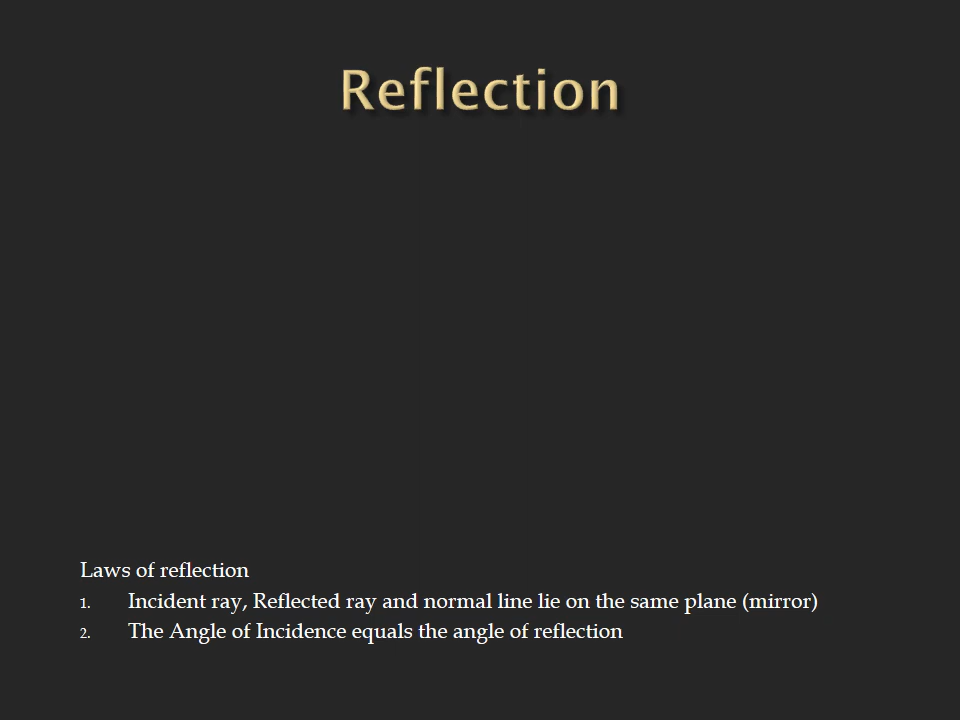 Reflection
Laws of reflection
1. Incident ray, Reflected ray and normal line lie on the same plane (mirror)
2. The Angle of Incidence equals the angle of reflection